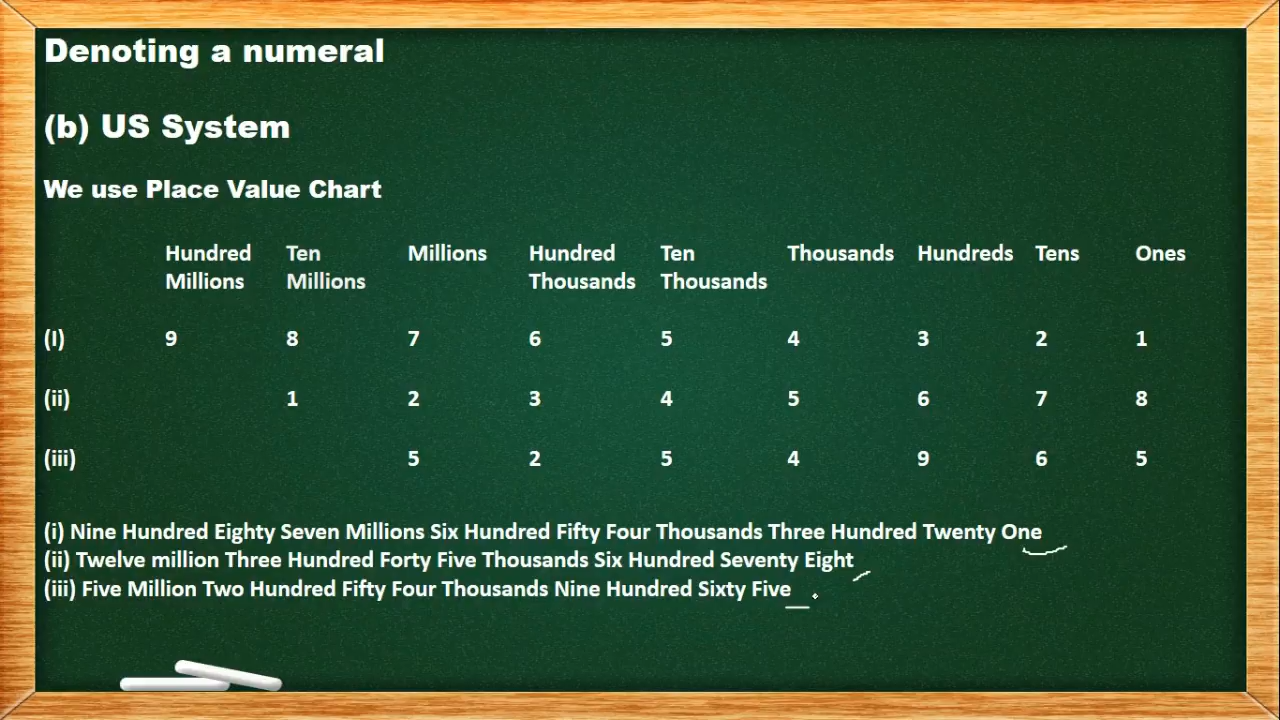 Denoting a numeral
(b) US System
We use Place Value Chart
Hundred Millions Ten Millions Millions Hundred Thousands Ten Thousands Thousands Hundreds Tens Ones
(I) 9 8 7 6 5 4 3 2 1
(ii) 1 2 3 4 5 6 7 8
(iii) 5 2 5 4 9 6 5
(i) Nine Hundred Eighty Seven Millions Six Hundred Fifty Four Thousands Three Hundred Twenty One
(ii) Twelve million Three Hundred Forty Five Thousands Six Hundred Seventy Eight
(iii) Five Million Two Hundred Fifty Four Thousands Nine Hundred Sixty Five